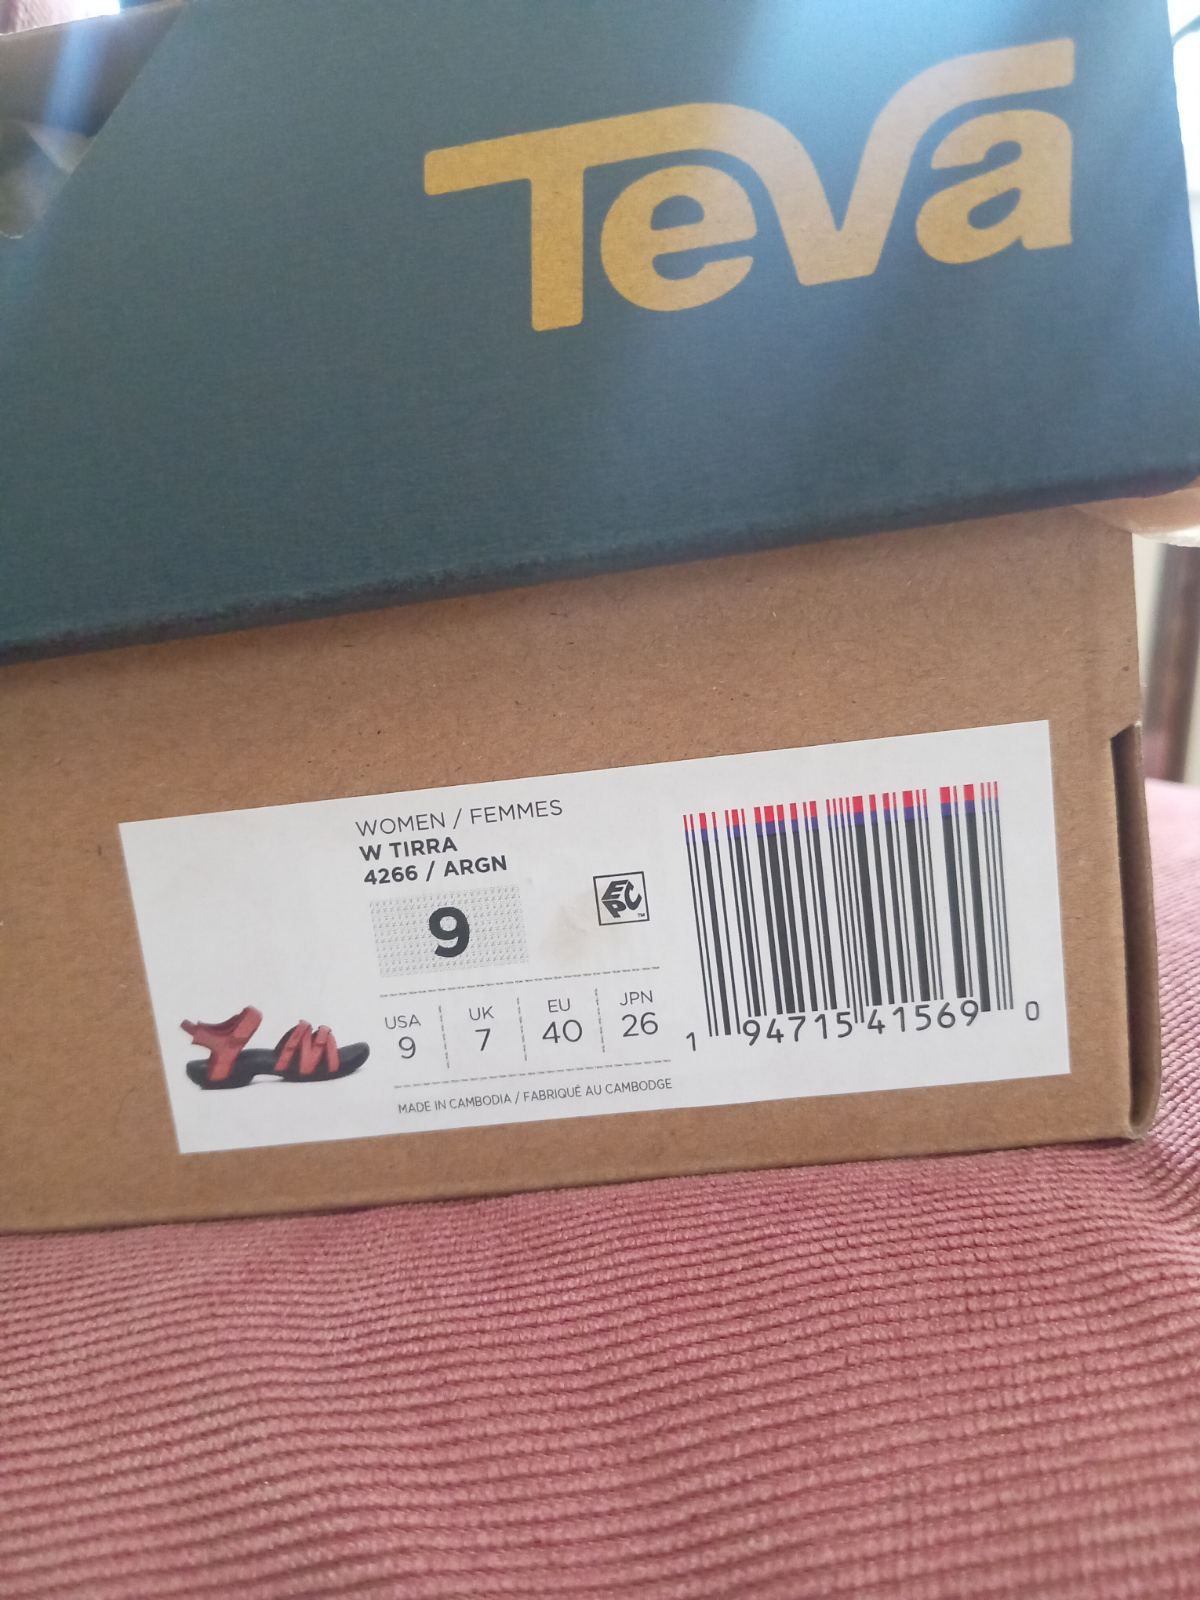 Teva
WOMEN / FEMMES
W TIRRA
4266 / ARGN
9
EPC™
USA
9
UK
7
EU
40
JPN
26
MADE IN CAMBODIA / FABRIQUÉ AU CAMBODGE
1 94715 41569 0